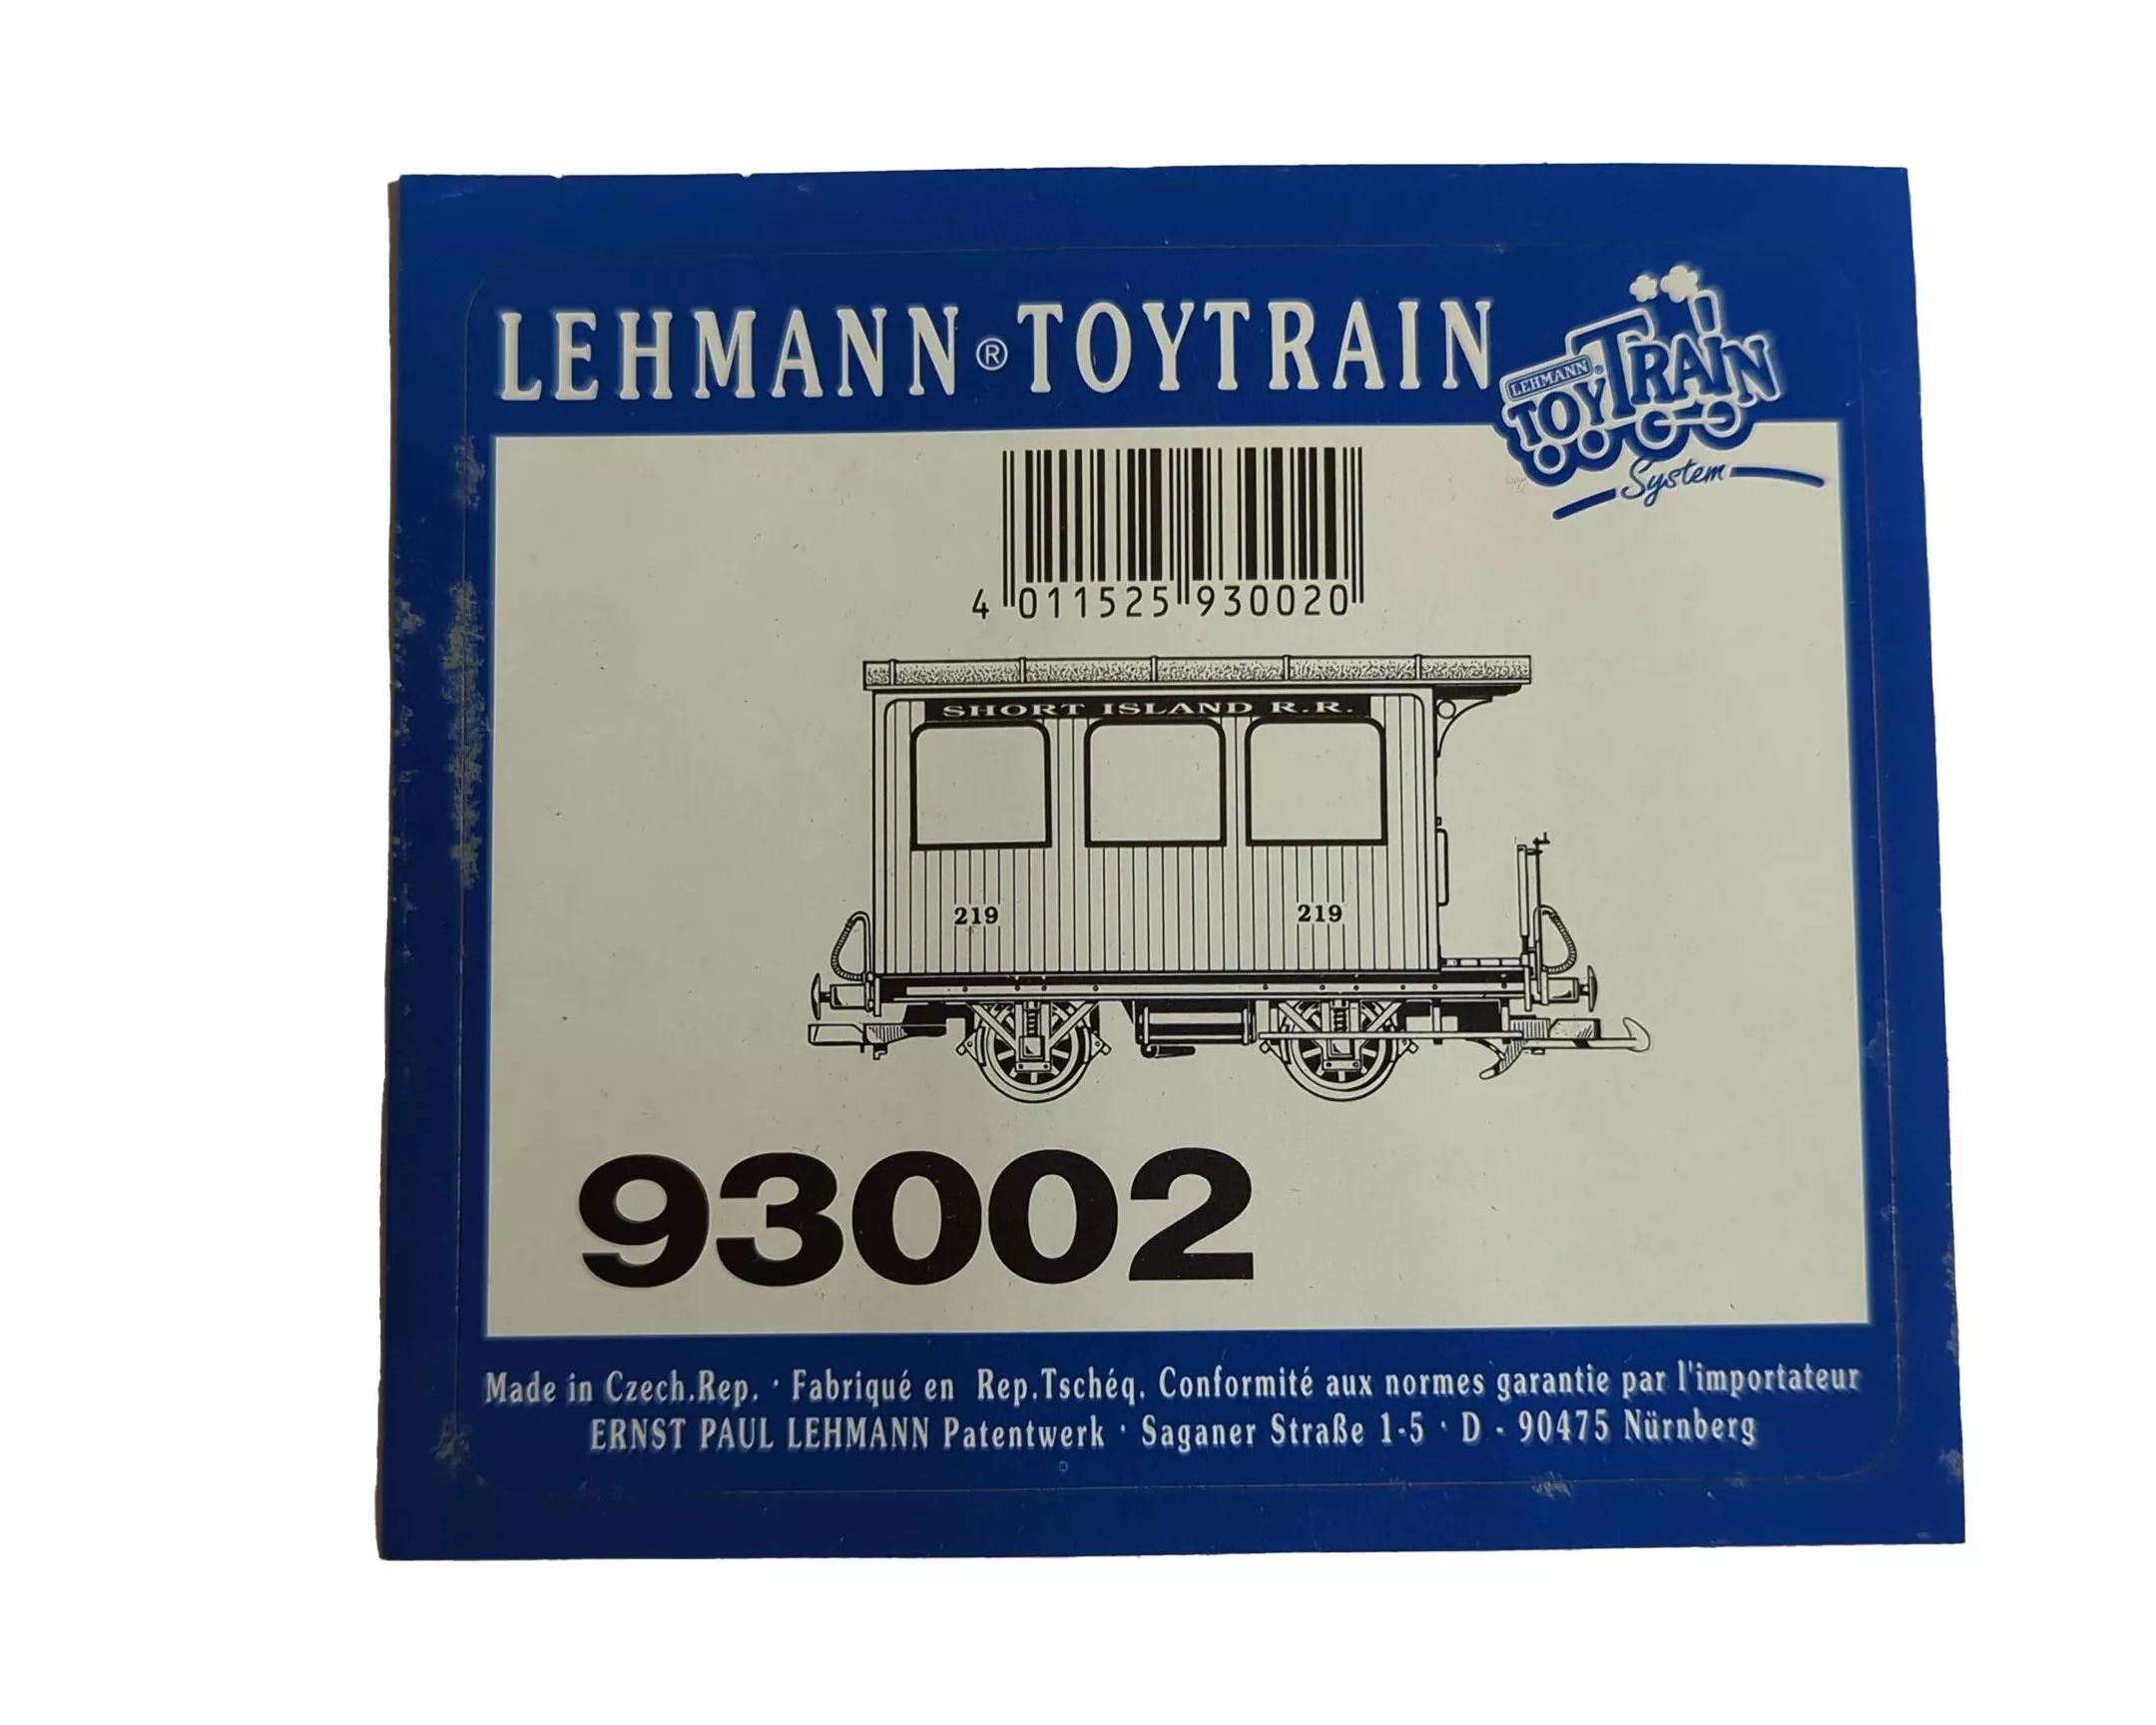 LEHMANN® TOYTRAIN
LEHMANN®
TOYTRAIN
System
4 011525 930020
SHORT ISLAND R.R.
219 219
93002
Made in Czech.Rep. · Fabriqué en Rep.Tschéq. Conformité aux normes garantie par l'importateur
ERNST PAUL LEHMANN Patentwerk · Saganer Straße 1-5 · D - 90475 Nürnberg